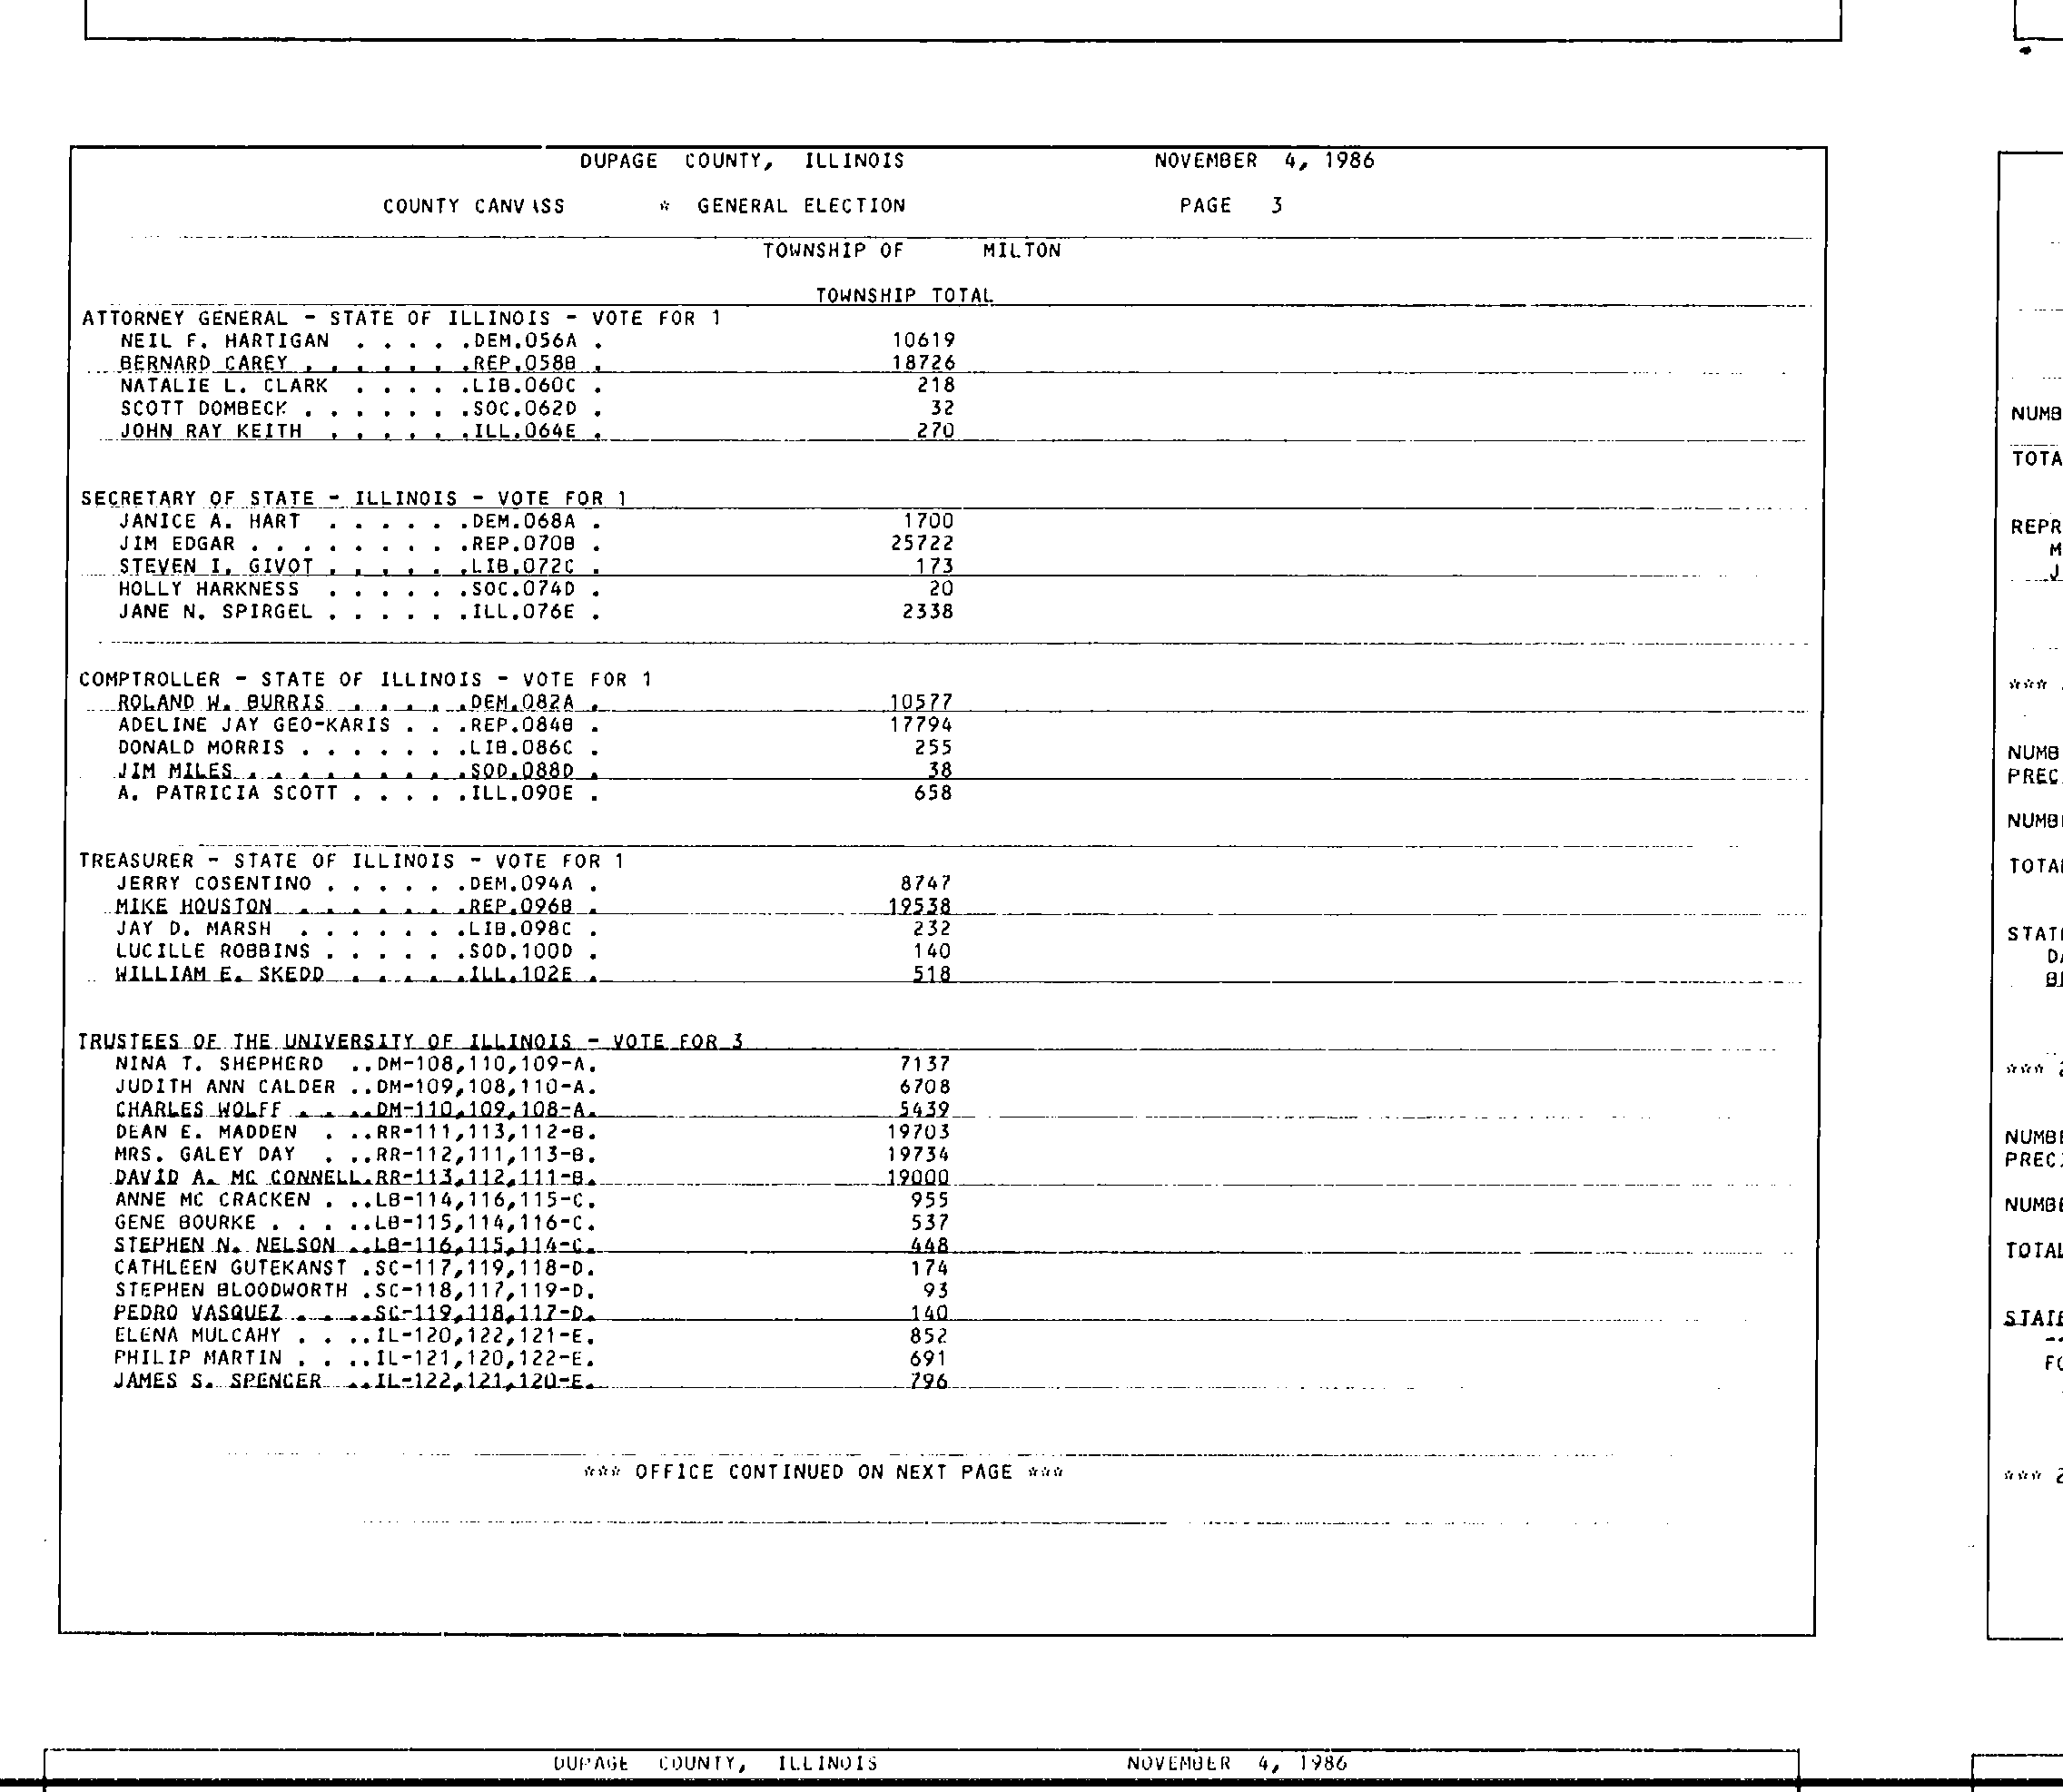 DUPAGE COUNTY, ILLINOIS NOVEMBER 4, 1986
COUNTY CANVASS * GENERAL ELECTION PAGE 3
TOWNSHIP OF MILTON
TOWNSHIP TOTAL
ATTORNEY GENERAL - STATE OF ILLINOIS - VOTE FOR 1
NEIL F. HARTIGAN . . . . .DEM.056A . 10619
BERNARD CAREY . . . . . . .REP.058B . 18726
NATALIE L. CLARK . . . . .LIB.060C . 218
SCOTT DOMBECK . . . . . . .SOC.062D . 32
JOHN RAY KEITH . . . . . .ILL.064E . 270
SECRETARY OF STATE - ILLINOIS - VOTE FOR 1
JANICE A. HART . . . . . .DEM.068A . 1700
JIM EDGAR . . . . . . . . .REP.070B . 25722
STEVEN I. GIVOT . . . . . .LIB.072C . 173
HOLLY HARKNESS . . . . . .SOC.074D . 20
JANE N. SPIRGEL . . . . . .ILL.076E . 2338
COMPTROLLER - STATE OF ILLINOIS - VOTE FOR 1
ROLAND W. BURRIS . . . . .DEM.082A . 10577
ADELINE JAY GEO-KARIS . . .REP.084B . 17794
DONALD MORRIS . . . . . . .LIB.086C . 255
JIM MILES . . . . . . . . .SOD.088D . 38
A. PATRICIA SCOTT . . . . .ILL.090E . 658
TREASURER - STATE OF ILLINOIS - VOTE FOR 1
JERRY COSENTINO . . . . . .DEM.094A . 8747
MIKE HOUSTON . . . . . . .REP.096B . 19538
JAY D. MARSH . . . . . . .LIB.098C . 232
LUCILLE ROBBINS . . . . . .SOD.100D . 140
WILLIAM E. SKEDD . . . . .ILL.102E . 518
TRUSTEES OF THE UNIVERSITY OF ILLINOIS - VOTE FOR 3
NINA T. SHEPHERD ..DM-108,110,109-A. 7137
JUDITH ANN CALDER ..DM-109,108,110-A. 6708
CHARLES WOLFF . . ..DM-110,109,108-A. 5439
DEAN E. MADDEN . ..RR-111,113,112-B. 19703
MRS. GALEY DAY . ..RR-112,111,113-B. 19734
DAVID A. MC CONNELL.RR-113,112,111-B. 19000
ANNE MC CRACKEN . ..LB-114,116,115-C. 955
GENE BOURKE . . . ..LB-115,114,116-C. 537
STEPHEN N. NELSON ..LB-116,115,114-C. 448
CATHLEEN GUTEKANST .SC-117,119,118-D. 174
STEPHEN BLOODWORTH .SC-118,117,119-D. 93
PEDRO VASQUEZ . . ..SC-119,118,117-D. 140
ELENA MULCAHY . . ..IL-120,122,121-E. 852
PHILIP MARTIN . . ..IL-121,120,122-E. 691
JAMES S. SPENCER ..IL-122,121,120-E. 796
*** OFFICE CONTINUED ON NEXT PAGE ***
DUPAGE COUNTY, ILLINOIS NOVEMBER 4, 1986